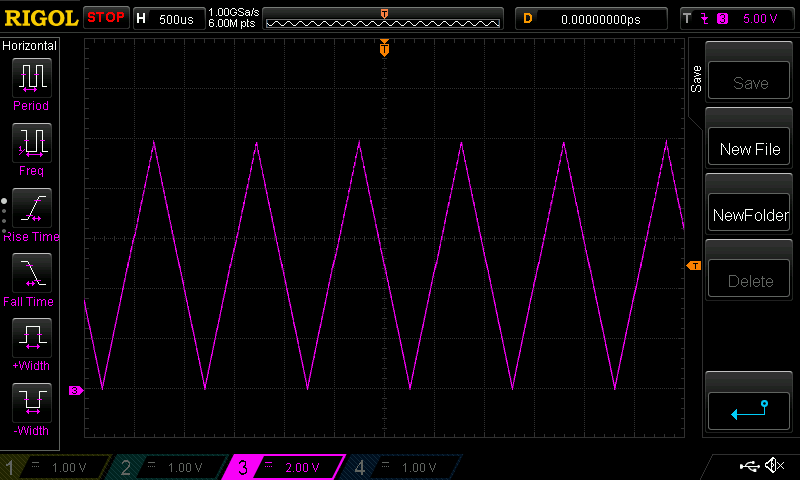 RIGOL STOP H 500us 1.00GSa/s 6.00M pts T D 0.00000000ps T 3 5.00 V
Horizontal
Period
Freq
Rise Time
Fall Time
+Width
-Width
T
T
3
Save
Save
New File
NewFolder
Delete
1 1.00 V 2 1.00 V 3 2.00 V 4 1.00 V